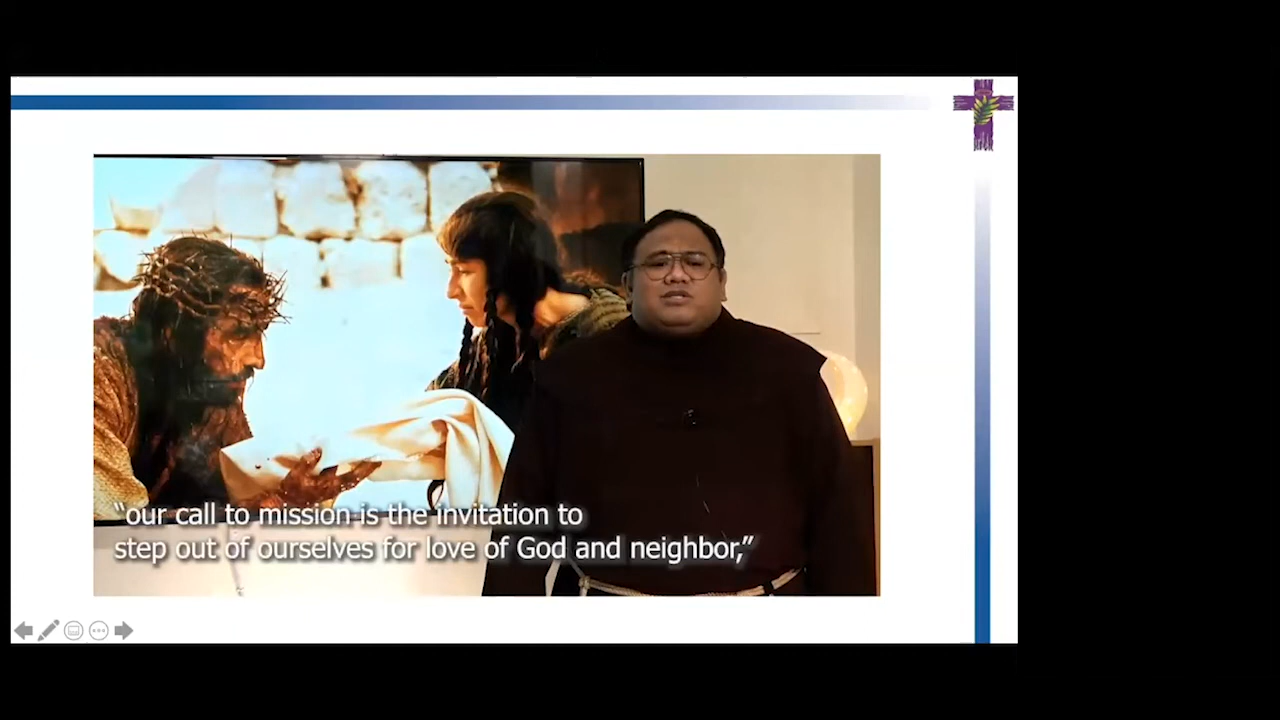 “our call to mission is the invitation to
step out of ourselves for love of God and neighbor,”